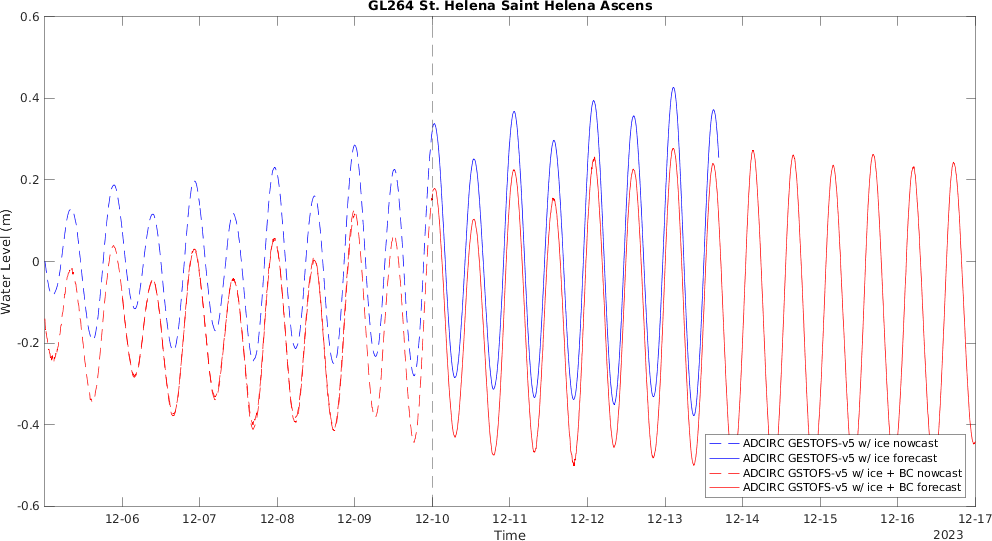 GL264 St. Helena Saint Helena Ascens
0.6
0.4
0.2
0
-0.2
-0.4
-0.6
Water Level (m)
ADCIRC GESTOFS-v5 w/ ice nowcast
ADCIRC GESTOFS-v5 w/ ice forecast
ADCIRC GSTOFS-v5 w/ ice + BC nowcast
ADCIRC GSTOFS-v5 w/ ice + BC forecast
12-06 12-07 12-08 12-09 12-10 12-11 12-12 12-13 12-14 12-15 12-16 12-17
Time
2023